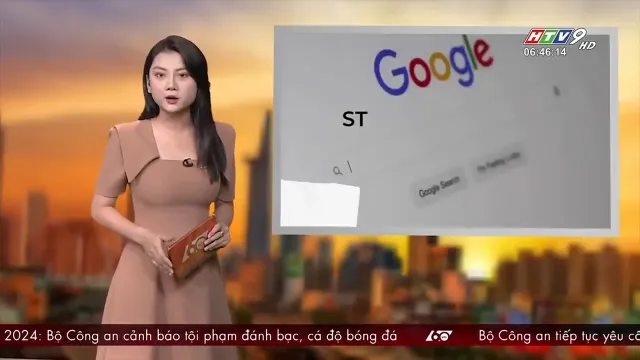 HTV9 HD
06:46:14
Google
ST
Google Search
2024: Bộ Công an cảnh báo tội phạm đánh bạc, cá độ bóng đá
60 Bộ Công an tiếp tục yêu c